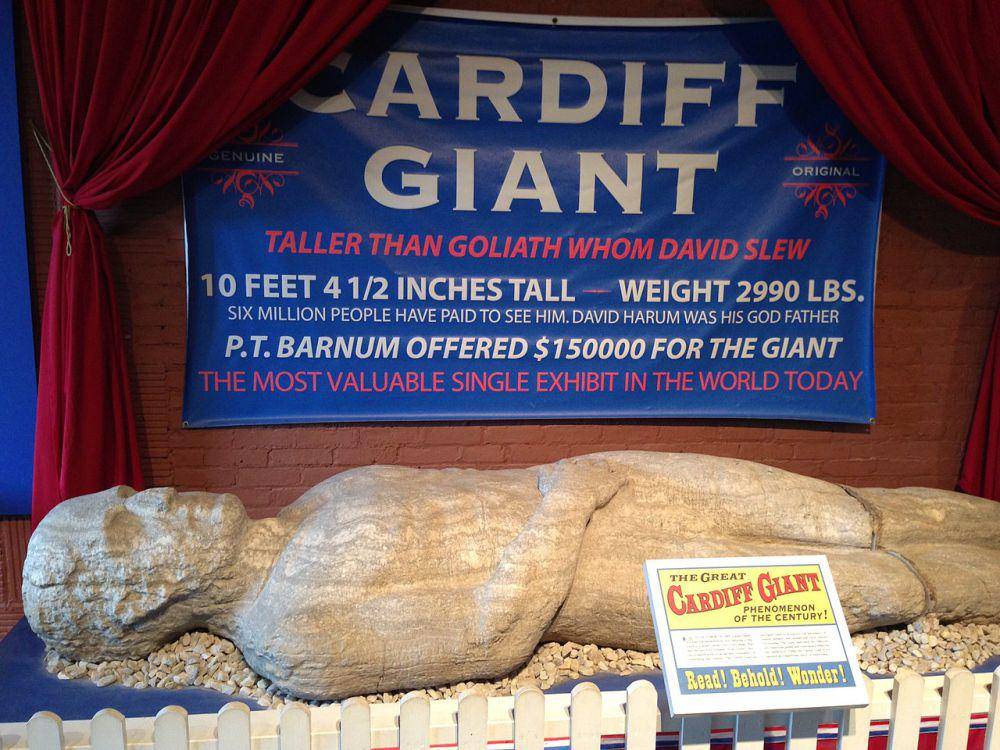 CARDIFF
GIANT
GENUINE
ORIGINAL
TALLER THAN GOLIATH WHOM DAVID SLEW
10 FEET 4 1/2 INCHES TALL — WEIGHT 2990 LBS.
SIX MILLION PEOPLE HAVE PAID TO SEE HIM. DAVID HARUM WAS HIS GOD FATHER
P.T. BARNUM OFFERED $150000 FOR THE GIANT
THE MOST VALUABLE SINGLE EXHIBIT IN THE WORLD TODAY
THE GREAT
CARDIFF GIANT
PHENOMENON
OF THE CENTURY!
Read! Behold! Wonder!